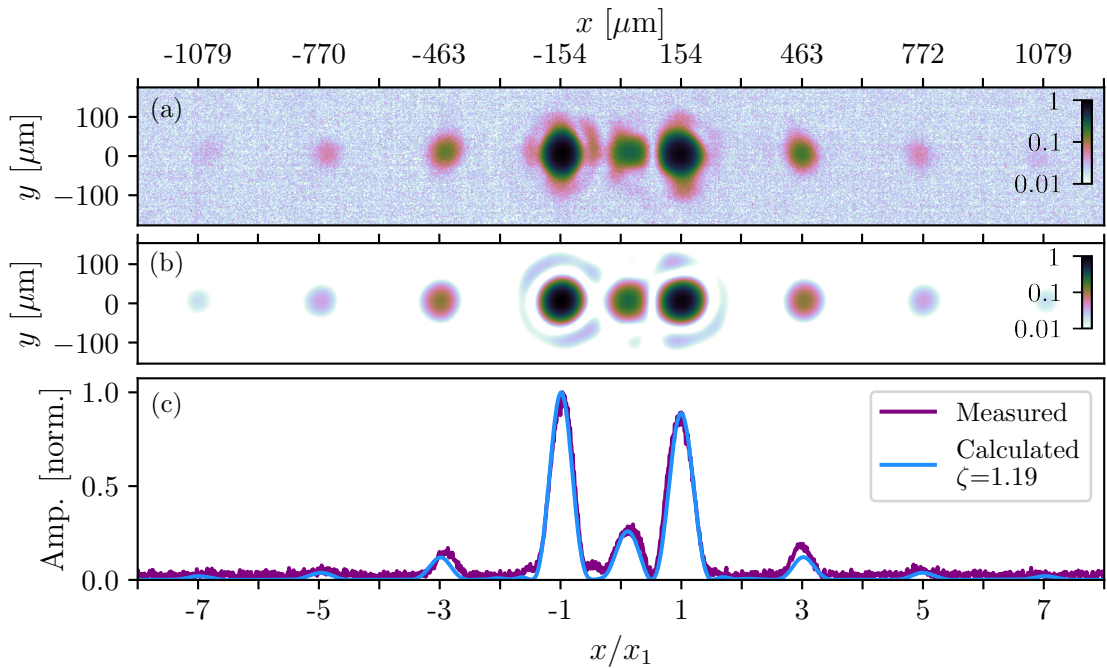 x [μm]
-1079 -770 -463 -154 154 463 772 1079
(a)
y [μm]
100
0
−100
1
0.1
0.01
(b)
y [μm]
100
0
−100
1
0.1
0.01
(c)
Amp. [norm.]
1.0
0.5
0.0
Measured
Calculated
ζ=1.19
-7 -5 -3 -1 1 3 5 7
x/x₁